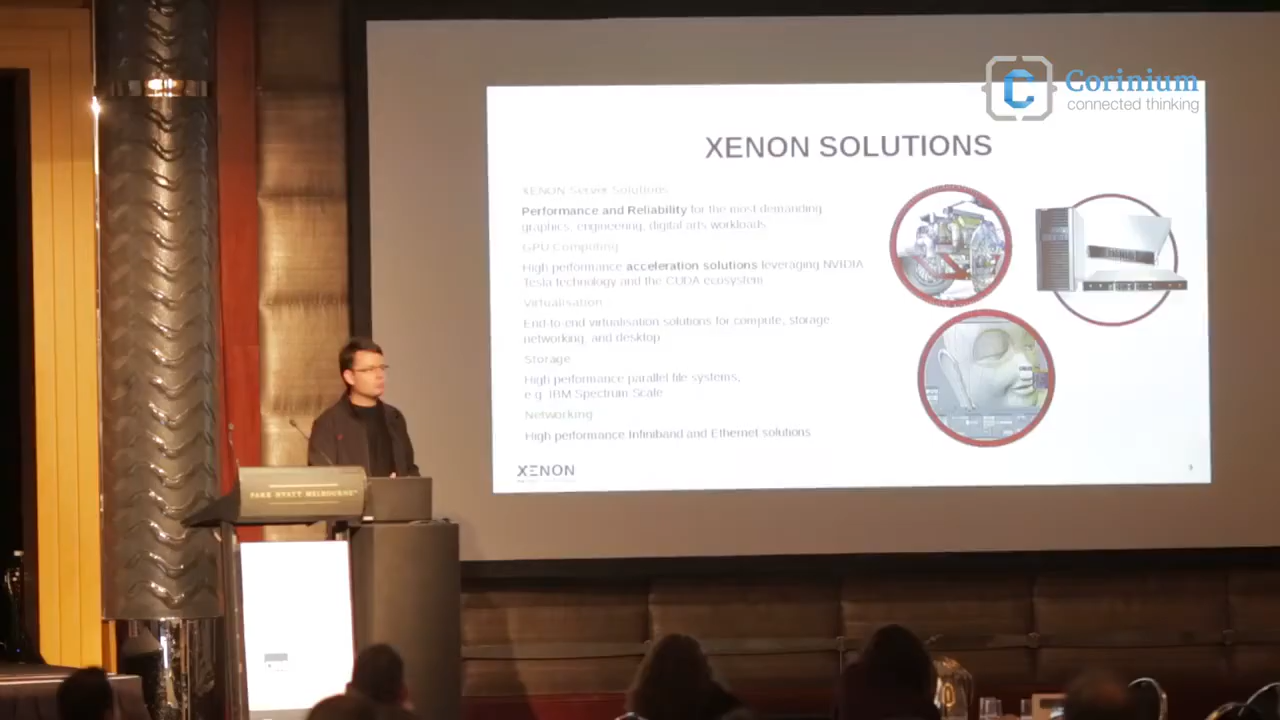 Corinium
connected thinking
XENON SOLUTIONS
XENON Server Solutions
Performance and Reliability for the most demanding
graphics, engineering, digital arts workloads
GPU Computing
High performance acceleration solutions leveraging NVIDIA
Tesla technology and the CUDA ecosystem
Virtualisation
End-to-end virtualisation solutions for compute, storage
networking, and desktop
Storage
High performance parallel file systems,
e.g. IBM Spectrum Scale
Networking
High performance Infiniband and Ethernet solutions
XENON
9
PARK HYATT MELBOURNE™